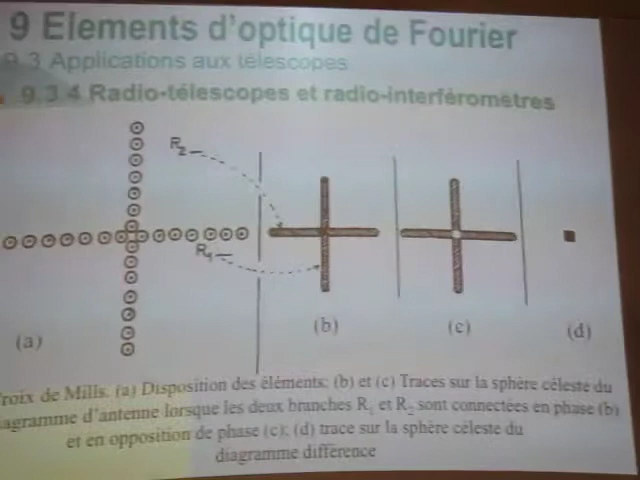 9 Elements d'optique de Fourier
9.3 Applications aux télescopes
9.3.4 Radio-télescopes et radio-interféromètres
R₂
R₁
(a)
(b)
(c)
(d)
roix de Mills. (a) Disposition des éléments; (b) et (c) Traces sur la sphère céleste du
agramme d'antenne lorsque les deux branches R₁ et R₂ sont connectées en phase (b)
et en opposition de phase (c); (d) trace sur la sphère céleste du
diagramme différence